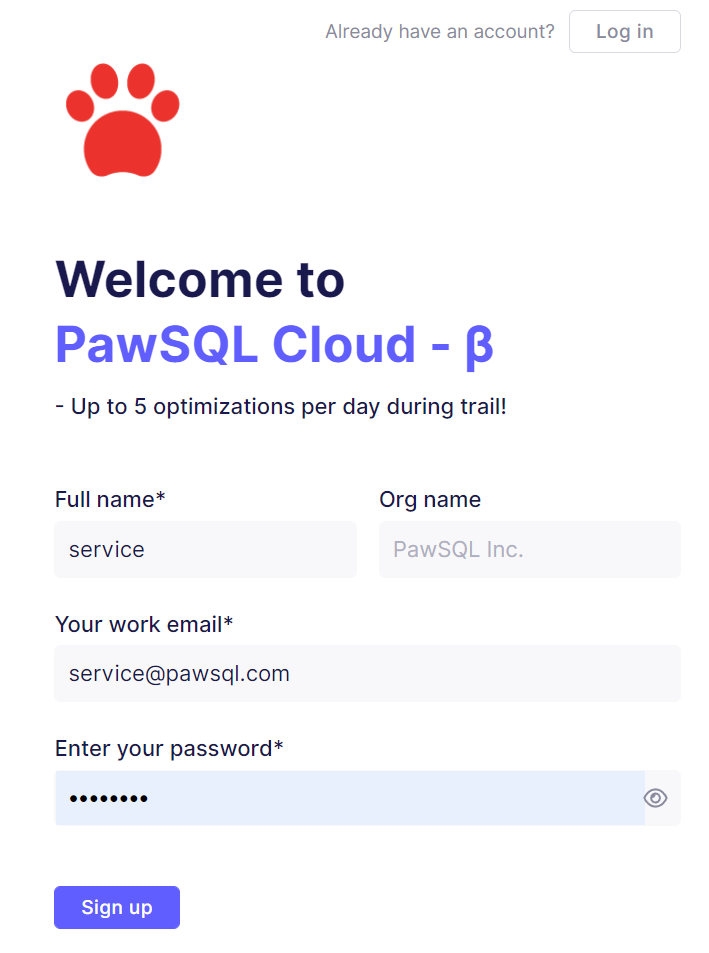 Already have an account? Log in
Welcome to
PawSQL Cloud - β
- Up to 5 optimizations per day during trail!
Full name* Org name
service PawSQL Inc.
Your work email*
service@pawsql.com
Enter your password*
••••••••
Sign up